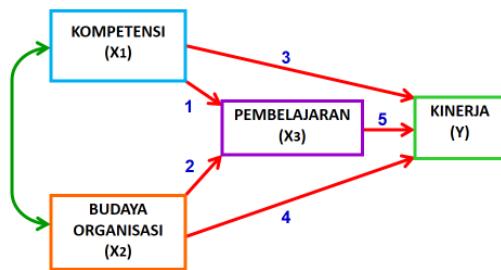 KOMPETENSI
(X1)
3
1
PEMBELAJARAN
(X3)
5
KINERJA
(Y)
2
BUDAYA
ORGANISASI
(X2)
4